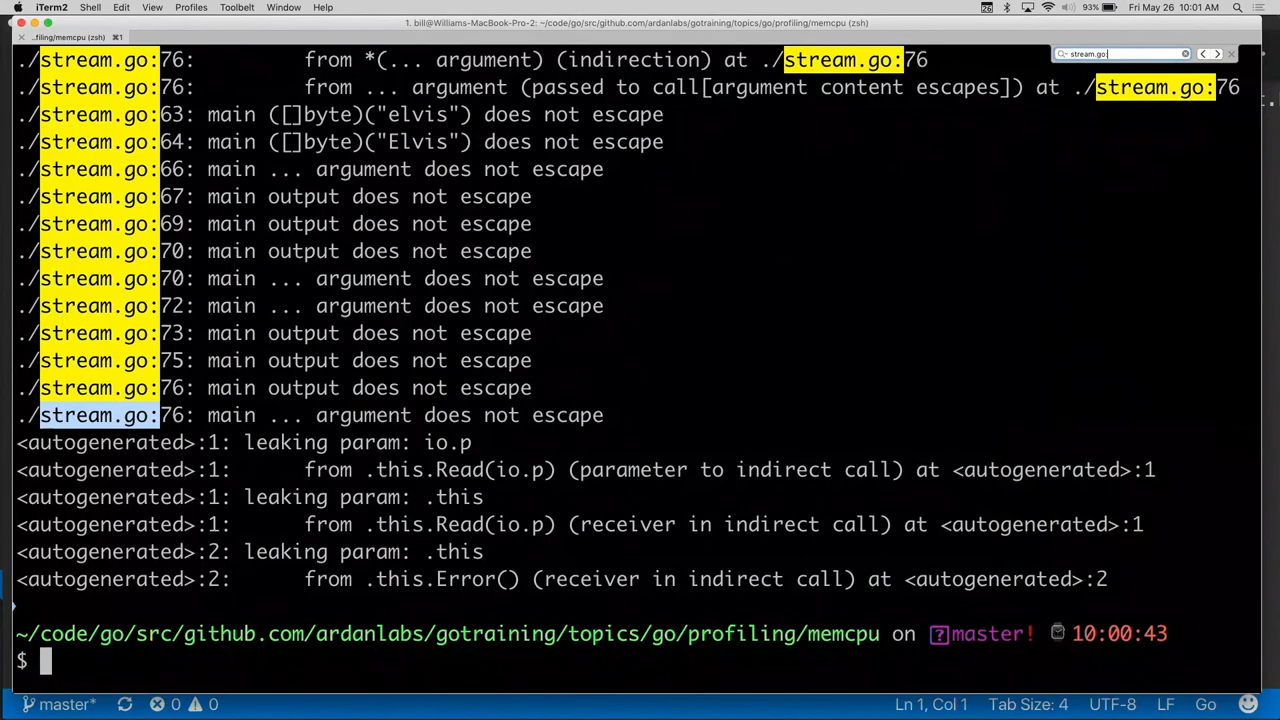 iTerm2 Shell Edit View Profiles Toolbelt Window Help 26 93% Fri May 26 10:01 AM
1. bill@Williams-MacBook-Pro-2: ~/code/go/src/github.com/ardanlabs/gotraining/topics/go/profiling/memcpu (zsh)
..filing/memcpu (zsh) ⌘1
stream.go:
./stream.go:76: from *(... argument) (indirection) at ./stream.go:76
./stream.go:76: from ... argument (passed to call[argument content escapes]) at ./stream.go:76
./stream.go:63: main ([]byte)("elvis") does not escape
./stream.go:64: main ([]byte)("Elvis") does not escape
./stream.go:66: main ... argument does not escape
./stream.go:67: main output does not escape
./stream.go:69: main output does not escape
./stream.go:70: main output does not escape
./stream.go:70: main ... argument does not escape
./stream.go:72: main ... argument does not escape
./stream.go:73: main output does not escape
./stream.go:75: main output does not escape
./stream.go:76: main output does not escape
./stream.go:76: main ... argument does not escape
<autogenerated>:1: leaking param: io.p
<autogenerated>:1: from .this.Read(io.p) (parameter to indirect call) at <autogenerated>:1
<autogenerated>:1: leaking param: .this
<autogenerated>:1: from .this.Read(io.p) (receiver in indirect call) at <autogenerated>:1
<autogenerated>:2: leaking param: .this
<autogenerated>:2: from .this.Error() (receiver in indirect call) at <autogenerated>:2
~/code/go/src/github.com/ardanlabs/gotraining/topics/go/profiling/memcpu on master! 10:00:43
$
master* 0 0 Ln 1, Col 1 Tab Size: 4 UTF-8 LF Go